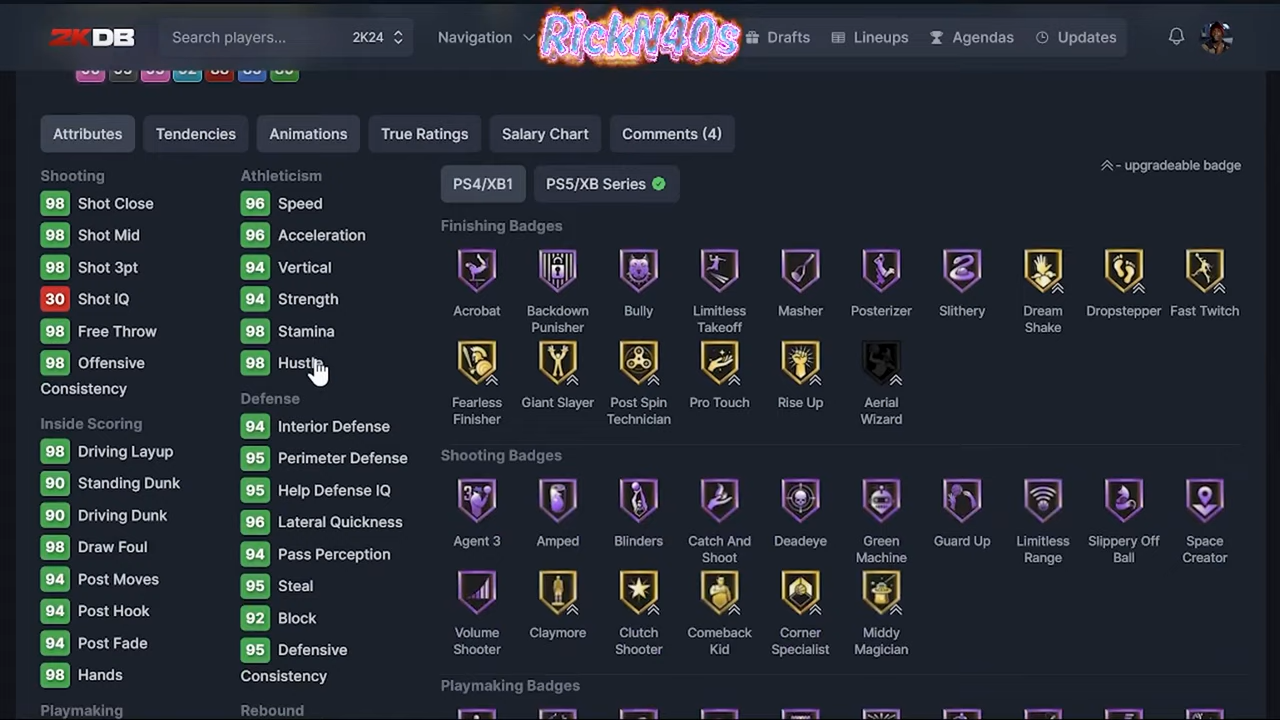 2KDB
Search players...
2K24
Navigation
RickN40s
Drafts
Lineups
Agendas
Updates
Attributes
Tendencies
Animations
True Ratings
Salary Chart
Comments (4)
- upgradeable badge
Shooting
98 Shot Close
98 Shot Mid
98 Shot 3pt
30 Shot IQ
98 Free Throw
98 Offensive
Consistency
Inside Scoring
98 Driving Layup
90 Standing Dunk
90 Driving Dunk
98 Draw Foul
94 Post Moves
94 Post Hook
94 Post Fade
98 Hands
Playmaking
Athleticism
96 Speed
96 Acceleration
94 Vertical
94 Strength
98 Stamina
98 Hustle
Defense
94 Interior Defense
95 Perimeter Defense
95 Help Defense IQ
96 Lateral Quickness
94 Pass Perception
95 Steal
92 Block
95 Defensive
Consistency
Rebound
PS4/XB1
PS5/XB Series
Finishing Badges
Acrobat
Backdown
Punisher
Bully
Limitless
Takeoff
Masher
Posterizer
Slithery
Dream
Shake
Dropstepper
Fast Twitch
Fearless
Finisher
Giant Slayer
Post Spin
Technician
Pro Touch
Rise Up
Aerial
Wizard
Shooting Badges
Agent 3
Amped
Blinders
Catch And
Shoot
Deadeye
Green
Machine
Guard Up
Limitless
Range
Slippery Off
Ball
Space
Creator
Volume
Shooter
Claymore
Clutch
Shooter
Comeback
Kid
Corner
Specialist
Middy
Magician
Playmaking Badges